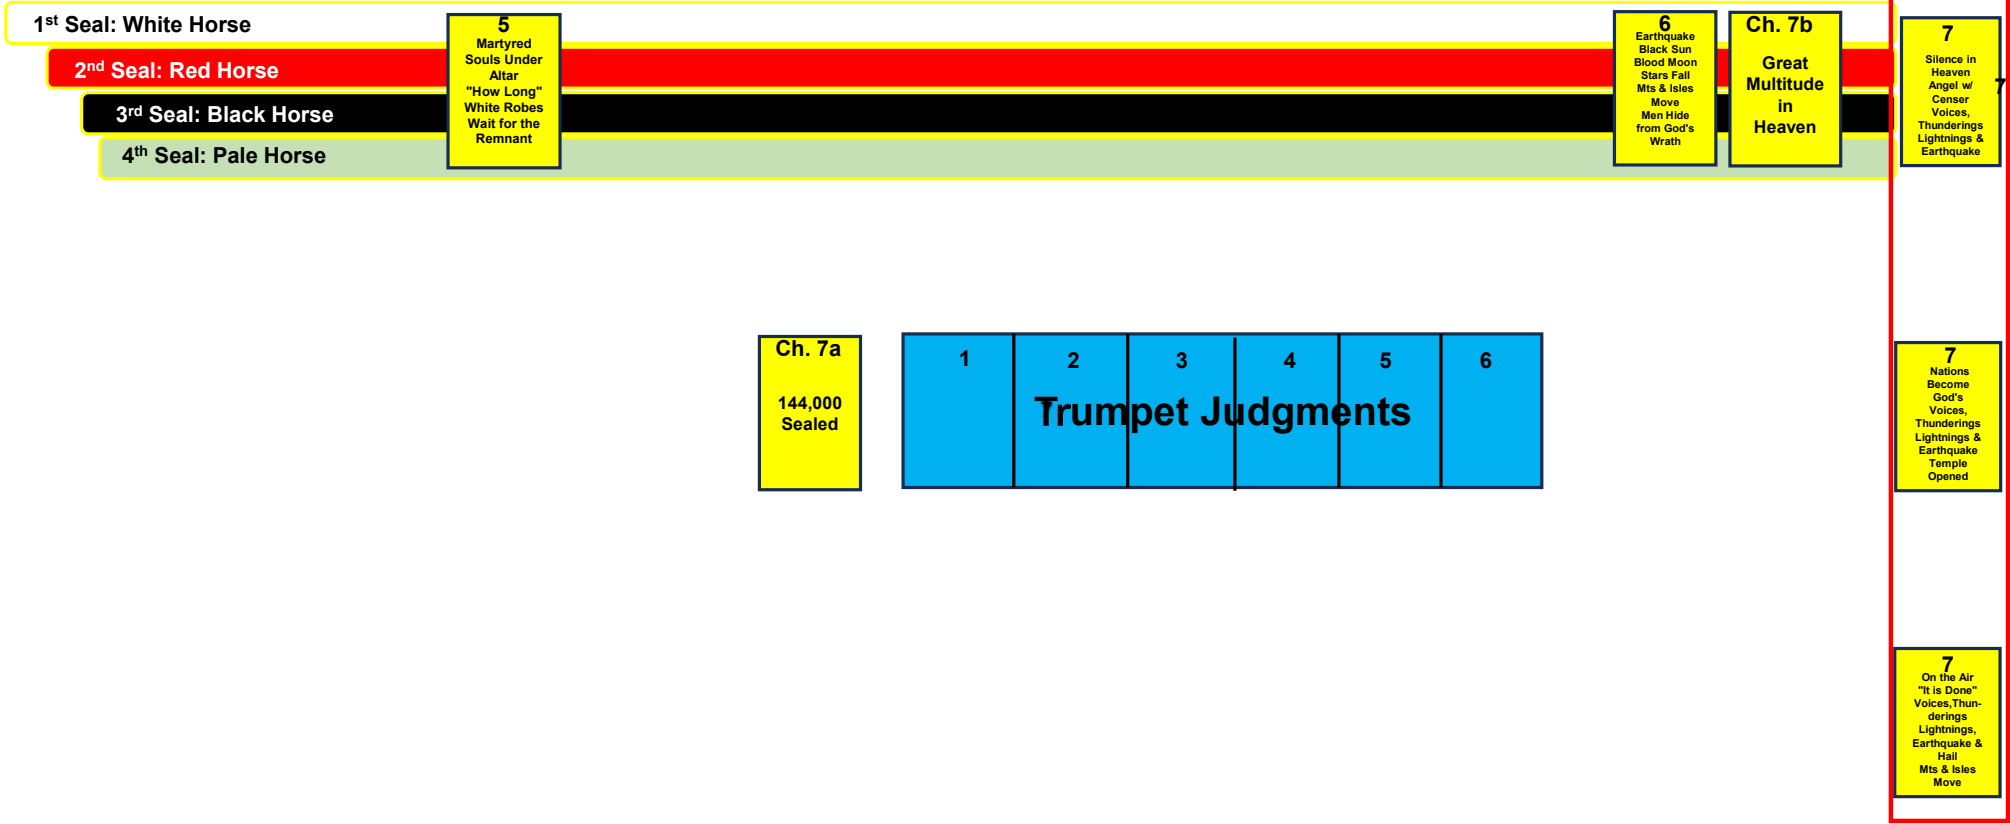 1st Seal: White Horse
2nd Seal: Red Horse
3rd Seal: Black Horse
4th Seal: Pale Horse
5
Martyred
Souls Under
Altar
"How Long"
White Robes
Wait for the
Remnant
6
Earthquake
Black Sun
Blood Moon
Stars Fall
Mts & Isles
Move
Men Hide
from God's
Wrath
Ch. 7b
Great
Multitude
in
Heaven
7
Silence in
Heaven
Angel w/
Censer
Voices,
Thunderings
Lightnings &
Earthquake
7
Ch. 7a
144,000
Sealed
1 2 3 4 5 6
Trumpet Judgments
7
Nations
Become
God's
Voices,
Thunderings
Lightnings &
Earthquake
Temple
Opened
7
On the Air
"It is Done"
Voices,Thun-
derings
Lightnings,
Earthquake &
Hail
Mts & Isles
Move